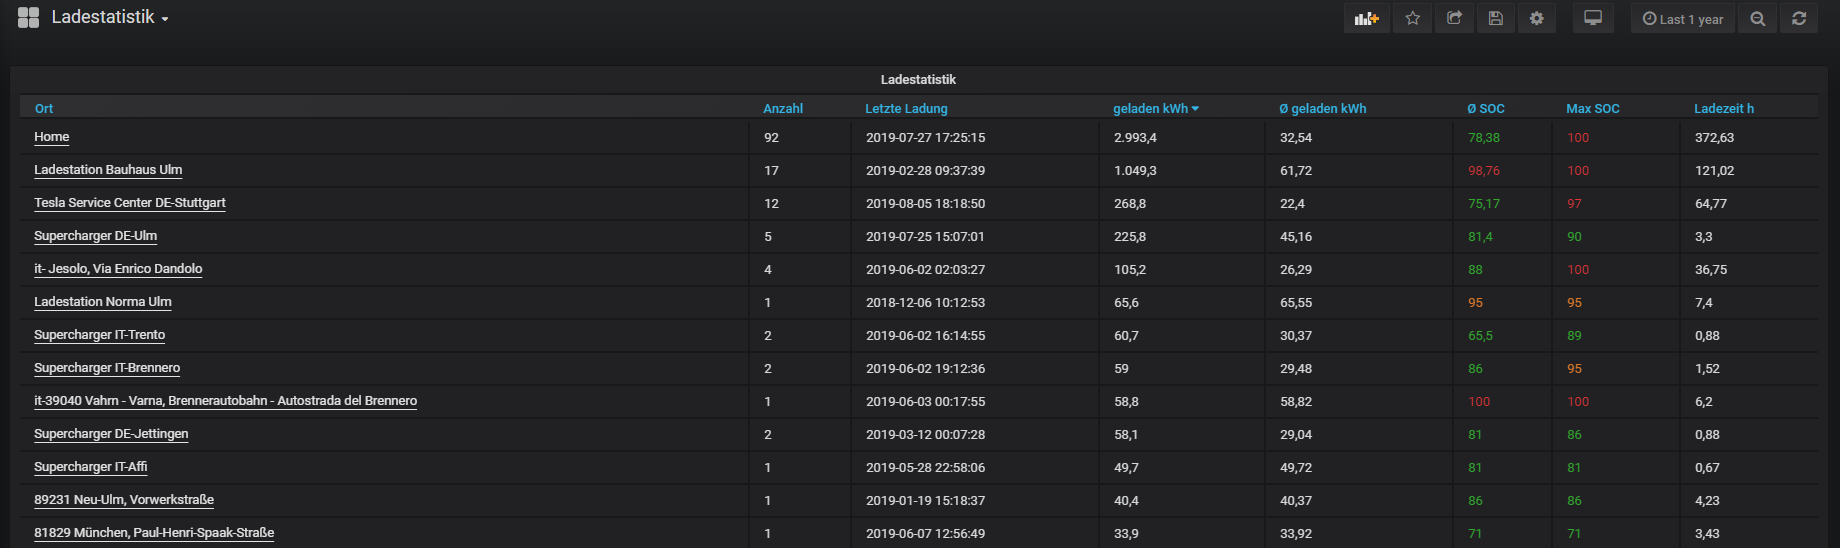 Ladestatistik
Last 1 year
Ladestatistik
Ort Anzahl Letzte Ladung geladen kWh Ø geladen kWh Ø SOC Max SOC Ladezeit h
Home 92 2019-07-27 17:25:15 2.993,4 32,54 78,38 100 372,63
Ladestation Bauhaus Ulm 17 2019-02-28 09:37:39 1.049,3 61,72 98,76 100 121,02
Tesla Service Center DE-Stuttgart 12 2019-08-05 18:18:50 268,8 22,4 75,17 97 64,77
Supercharger DE-Ulm 5 2019-07-25 15:07:01 225,8 45,16 81,4 90 3,3
it- Jesolo, Via Enrico Dandolo 4 2019-06-02 02:03:27 105,2 26,29 88 100 36,75
Ladestation Norma Ulm 1 2018-12-06 10:12:53 65,6 65,55 95 95 7,4
Supercharger IT-Trento 2 2019-06-02 16:14:55 60,7 30,37 65,5 89 0,88
Supercharger IT-Brennero 2 2019-06-02 19:12:36 59 29,48 86 95 1,52
it-39040 Vahrn - Varna, Brennerautobahn - Autostrada del Brennero 1 2019-06-03 00:17:55 58,8 58,82 100 100 6,2
Supercharger DE-Jettingen 2 2019-03-12 00:07:28 58,1 29,04 81 86 0,88
Supercharger IT-Affi 1 2019-05-28 22:58:06 49,7 49,72 81 81 0,67
89231 Neu-Ulm, Vorwerkstraße 1 2019-01-19 15:18:37 40,4 40,37 86 86 4,23
81829 München, Paul-Henri-Spaak-Straße 1 2019-06-07 12:56:49 33,9 33,92 71 71 3,43